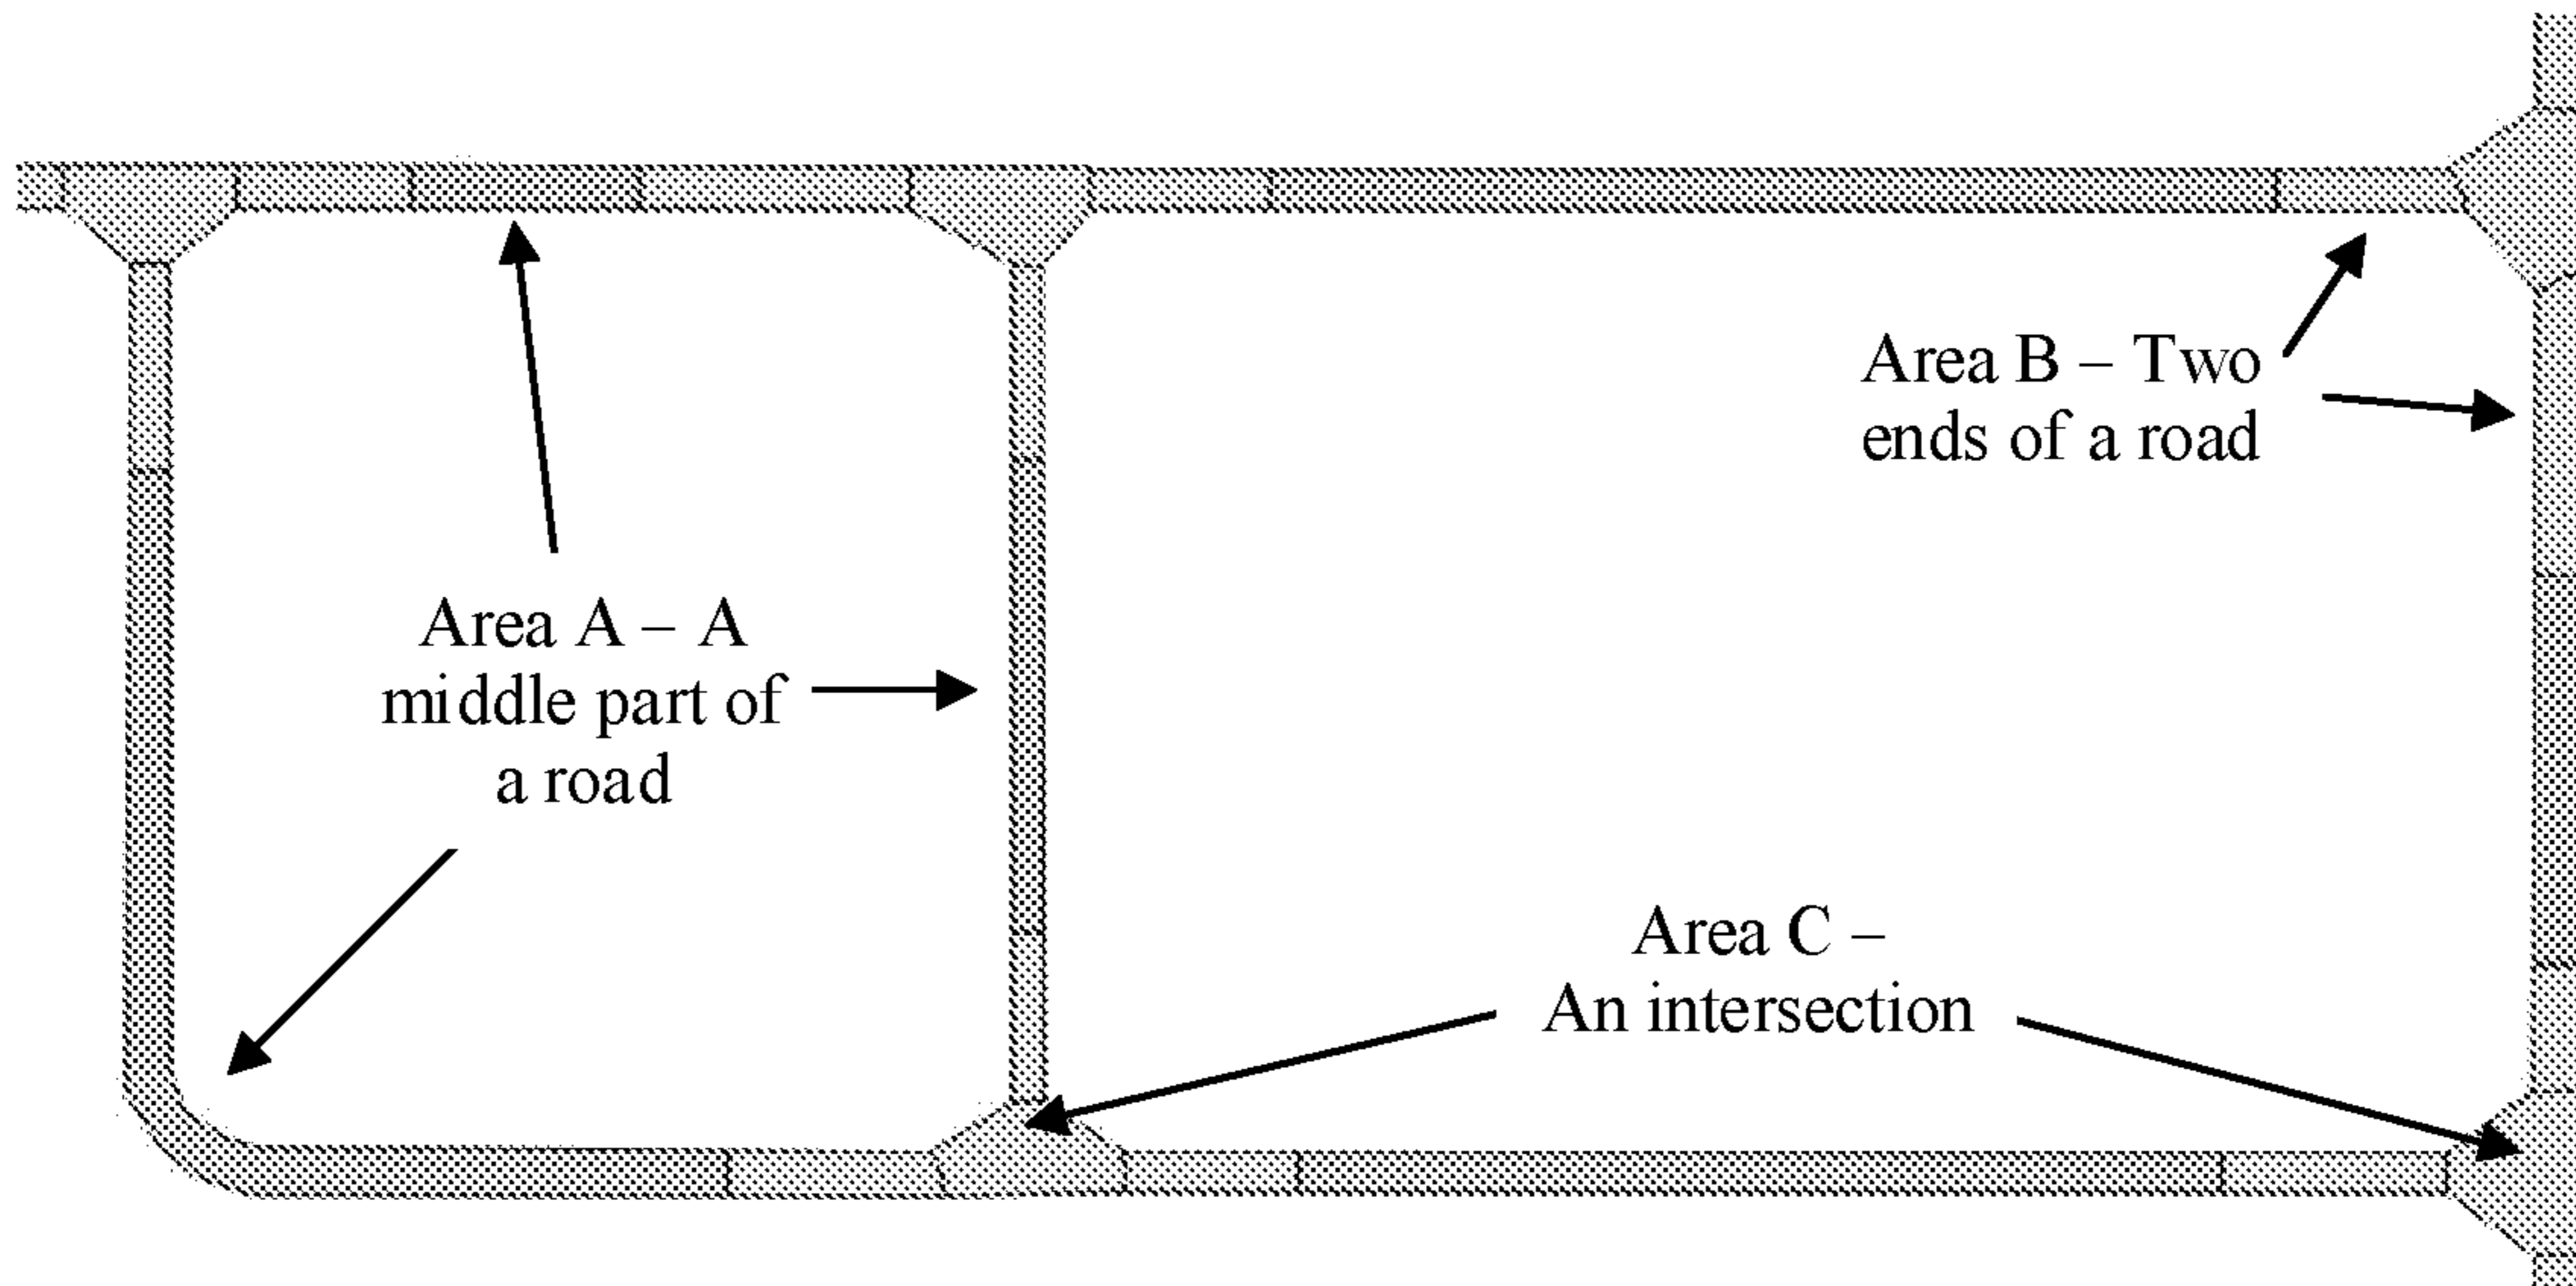 Area B – Two
ends of a road
Area A – A
middle part of
a road
Area C –
An intersection